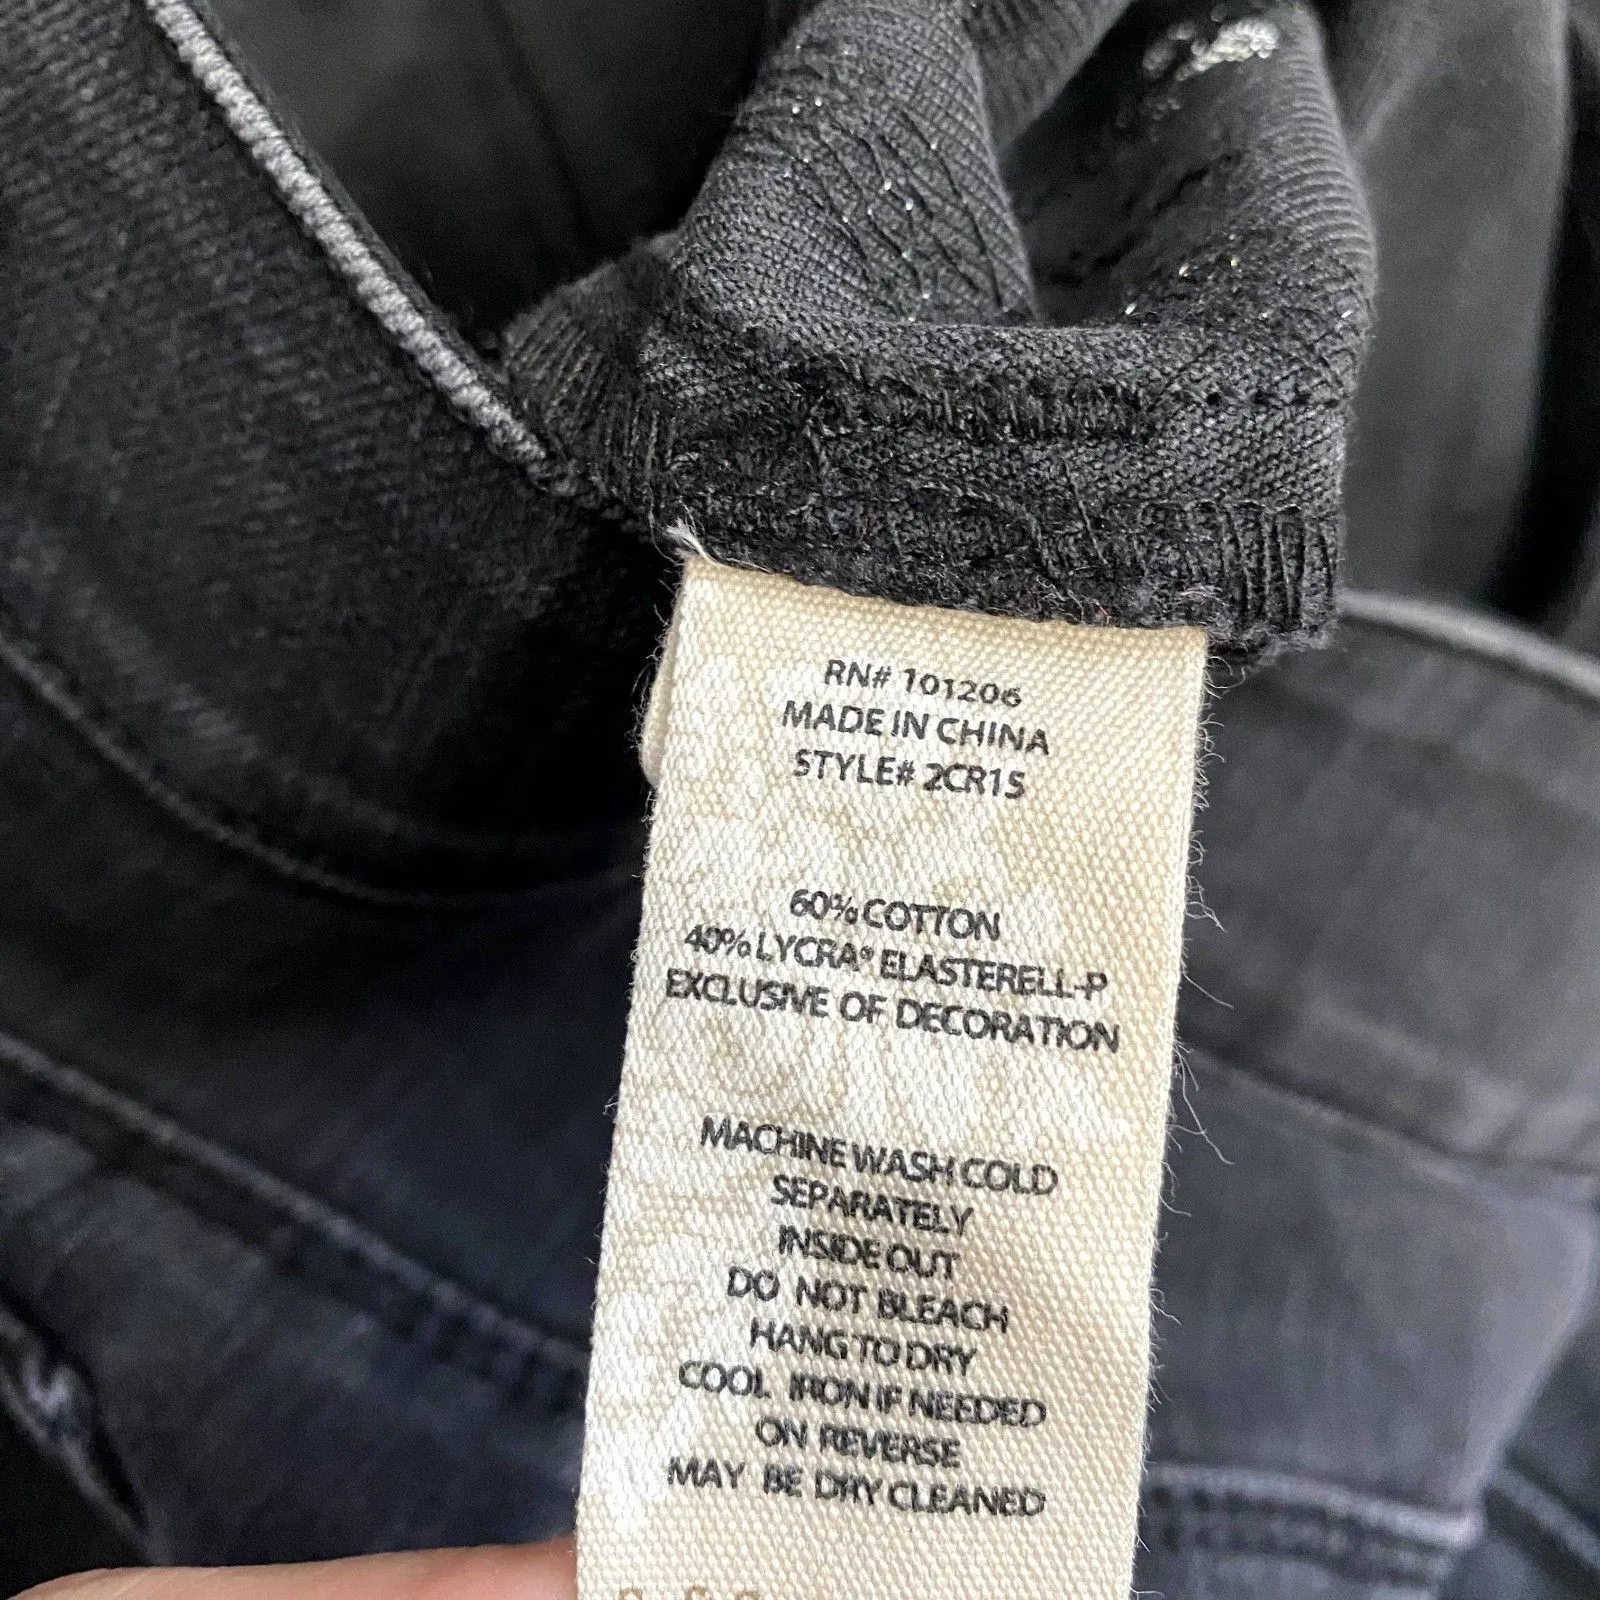 RN# 101206
MADE IN CHINA
STYLE# 2CR15
60% COTTON
40% LYCRA® ELASTERELL-P
EXCLUSIVE OF DECORATION
MACHINE WASH COLD
SEPARATELY
INSIDE OUT
DO NOT BLEACH
HANG TO DRY
COOL IRON IF NEEDED
ON REVERSE
MAY BE DRY CLEANED